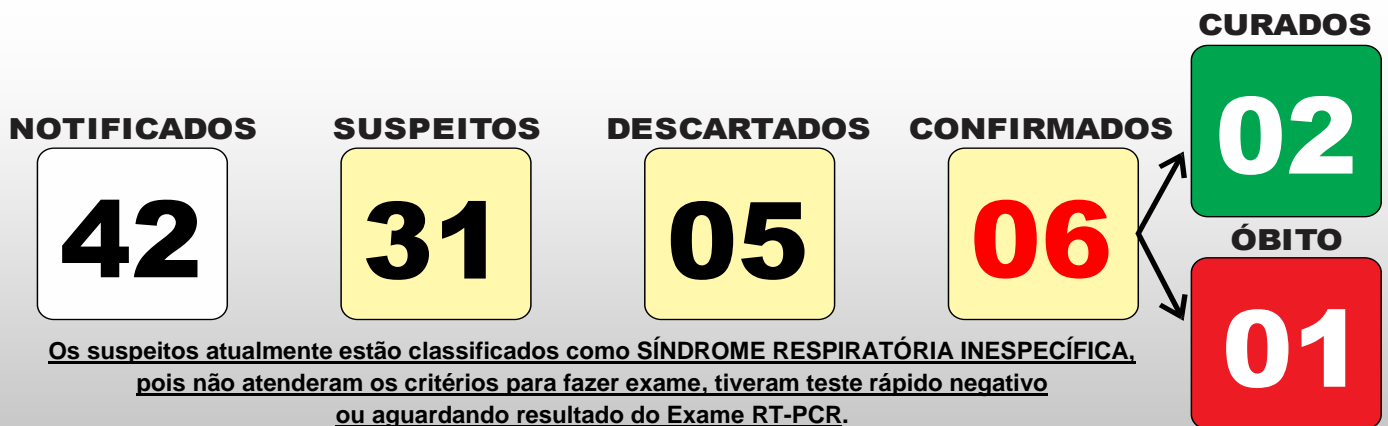 NOTIFICADOS
42
SUSPEITOS
31
DESCARTADOS
05
CONFIRMADOS
06
CURADOS
02
ÓBITO
01
Os suspeitos atualmente estão classificados como SÍNDROME RESPIRATÓRIA INESPECÍFICA,
pois não atenderam os critérios para fazer exame, tiveram teste rápido negativo
ou aguardando resultado do Exame RT-PCR.